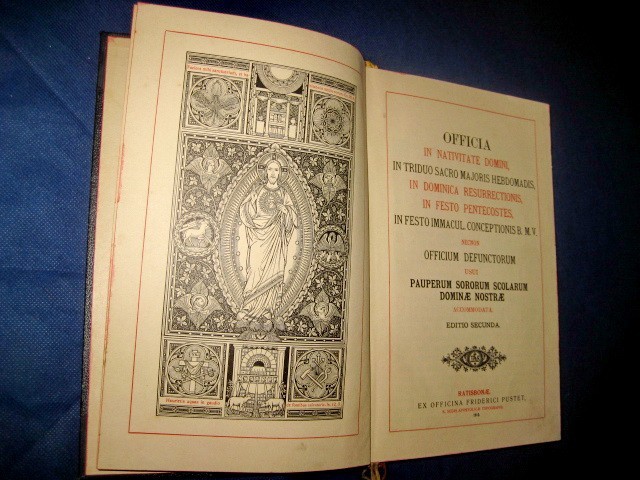 OFFICIA
IN NATIVITATE DOMINI,
IN TRIDUO SACRO MAJORIS HEBDOMADIS,
IN DOMINICA RESURRECTIONIS,
IN FESTO PENTECOSTES,
IN FESTO IMMACUL. CONCEPTIONIS B. M. V.
NECNON
OFFICIUM DEFUNCTORUM
USUI
PAUPERUM SORORUM SCOLARUM
DOMINÆ NOSTRÆ
ACCOMMODATA.
EDITIO SECUNDA.
RATISBONÆ.
EX OFFICINA FRIDERICI PUSTET,